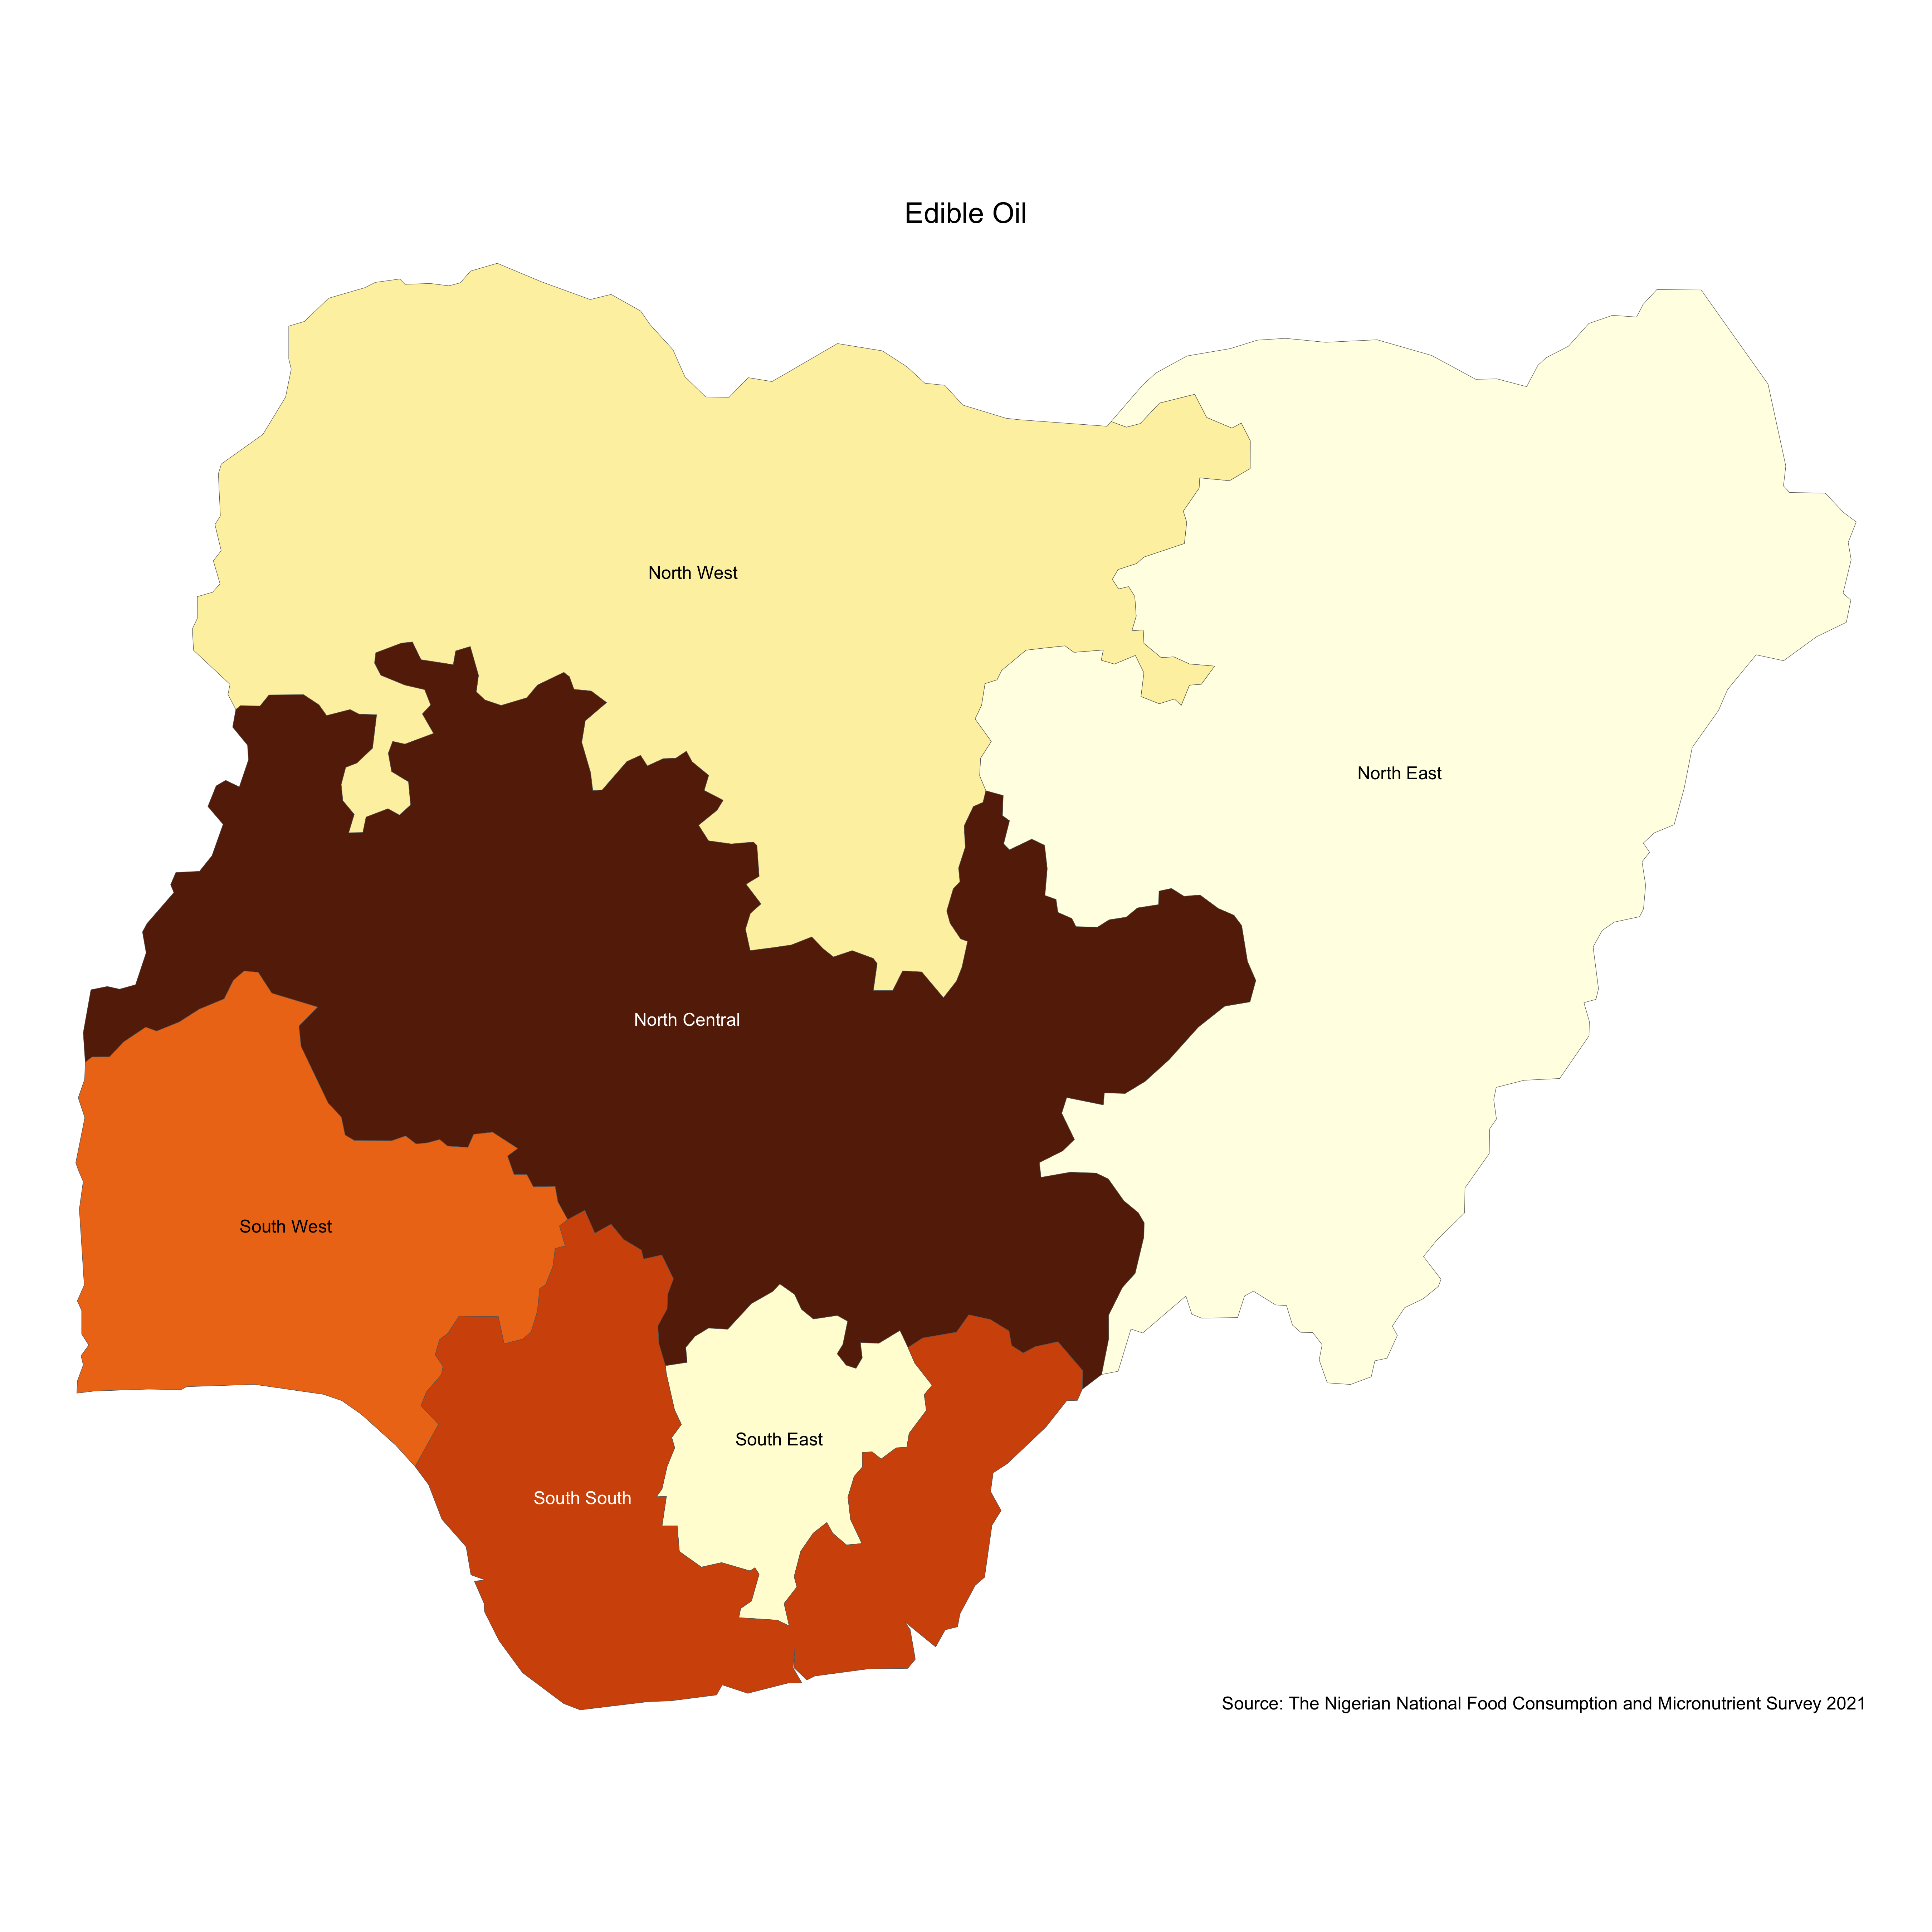 Edible Oil
North West
North East
North Central
South West
South East
South South
Source: The Nigerian National Food Consumption and Micronutrient Survey 2021